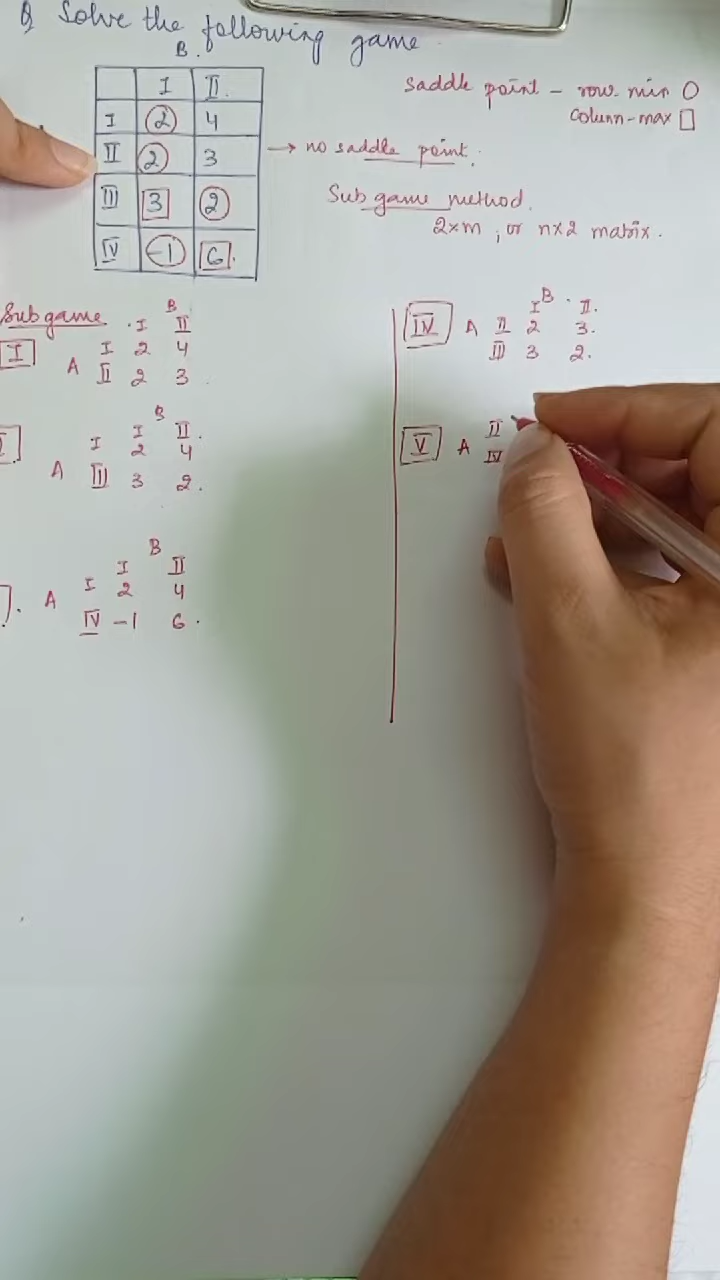 Q Solve the following game
B.
I II.
I 2 4
II 2 3
III 3 2
IV -1 6.
Saddle point - row min O
Column-max □
→ no saddle point.
Sub game method.
2×m, or n×2 matrix.
Subgame
B
I II
I A I 2 4
II 2 3
B
I II.
I 2 4
A III 3 2.
B
I II
A I 2 4
IV -1 6.
B
I II.
IV A II 2 3.
III 3 2.
V A II
IV